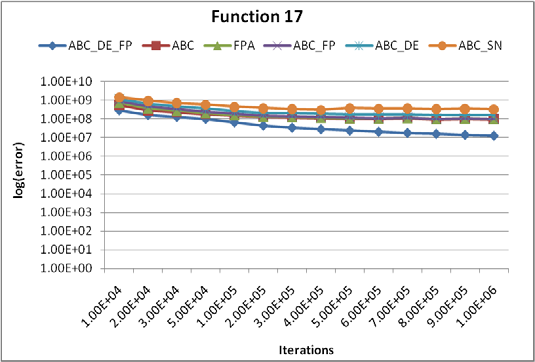 Function 17
ABC_DE_FP ABC FPA ABC_FP ABC_DE ABC_SN
1.00E+10
1.00E+09
1.00E+08
1.00E+07
1.00E+06
1.00E+05
1.00E+04
1.00E+03
1.00E+02
1.00E+01
1.00E+00
log(error)
1.00E+04 2.00E+04 3.00E+04 5.00E+04 1.00E+05 2.00E+05 3.00E+05 4.00E+05 5.00E+05 6.00E+05 7.00E+05 8.00E+05 9.00E+05 1.00E+06
Iterations